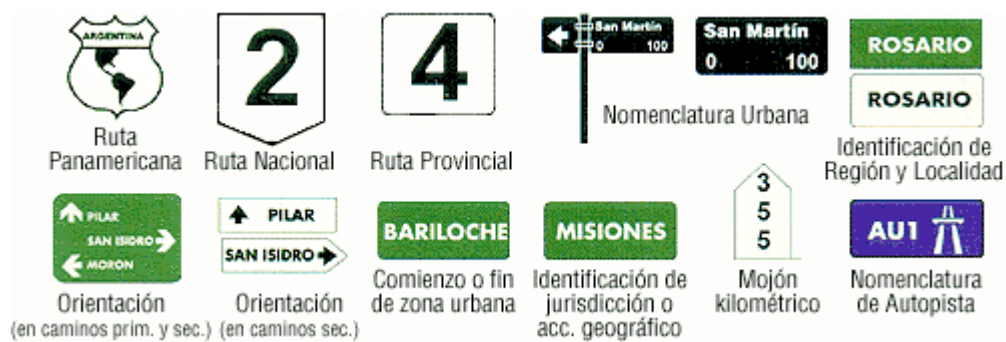 ARGENTINA
Ruta
Panamericana
2
Ruta Nacional
4
Ruta Provincial
San Martín
0 100
San Martín
0 100
Nomenclatura Urbana
ROSARIO
ROSARIO
Identificación de
Región y Localidad
PILAR
SAN ISIDRO
MORON
Orientación
(en caminos prim. y sec.)
PILAR
SAN ISIDRO
Orientación
(en caminos sec.)
BARILOCHE
Comienzo o fin
de zona urbana
MISIONES
Identificación de
jurisdicción o
acc. geográfico
3
5
5
Mojón
kilométrico
AU1
Nomenclatura
de Autopista